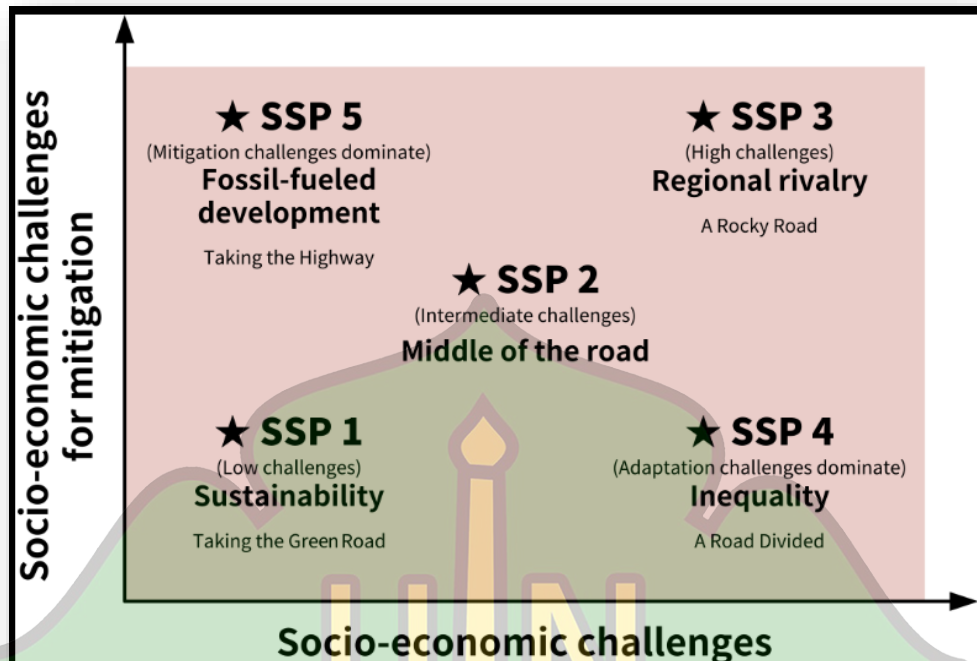 Socio-economic challenges
for mitigation
★ SSP 5
(Mitigation challenges dominate)
Fossil-fueled
development
Taking the Highway
★ SSP 3
(High challenges)
Regional rivalry
A Rocky Road
★ SSP 2
(Intermediate challenges)
Middle of the road
★ SSP 1
(Low challenges)
Sustainability
Taking the Green Road
★ SSP 4
(Adaptation challenges dominate)
Inequality
A Road Divided
UIN
Socio-economic challenges